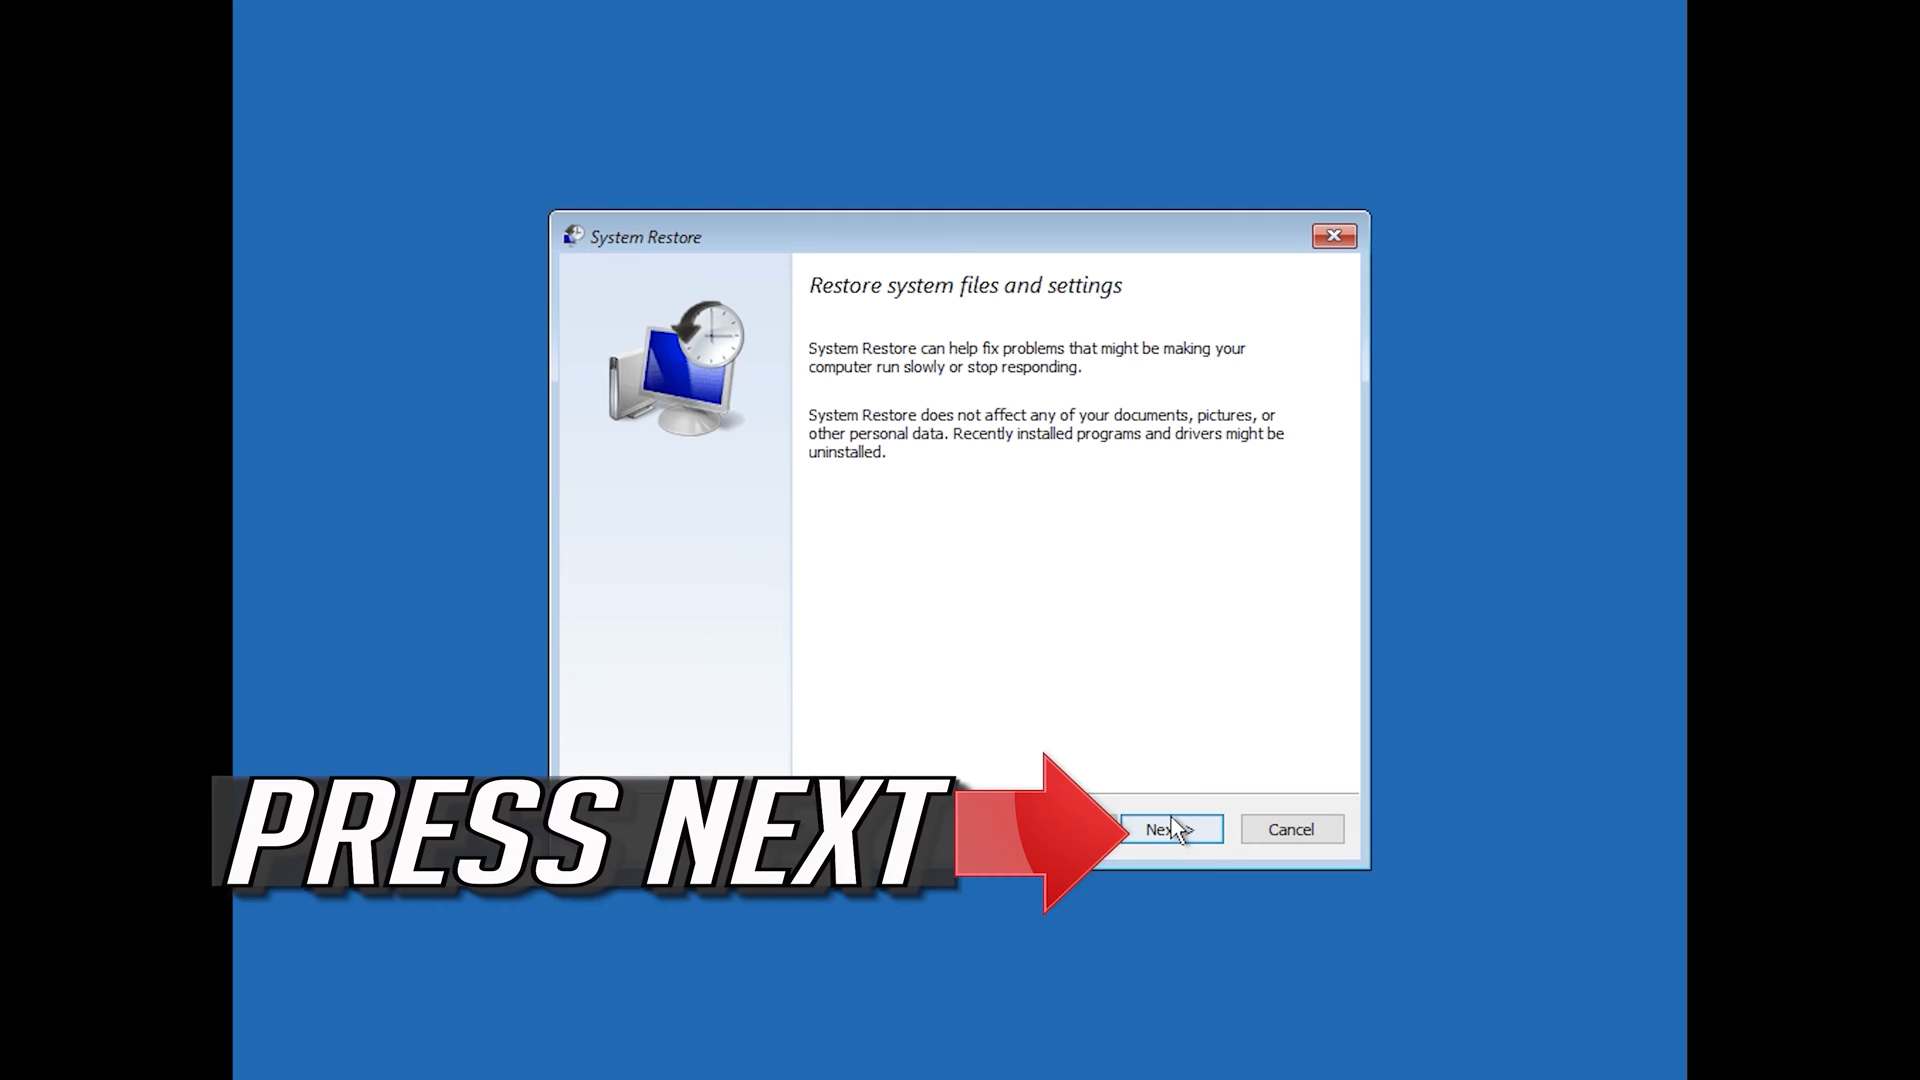 System Restore
Restore system files and settings
System Restore can help fix problems that might be making your
computer run slowly or stop responding.
System Restore does not affect any of your documents, pictures, or
other personal data. Recently installed programs and drivers might be
uninstalled.
PRESS NEXT
Next >
Cancel